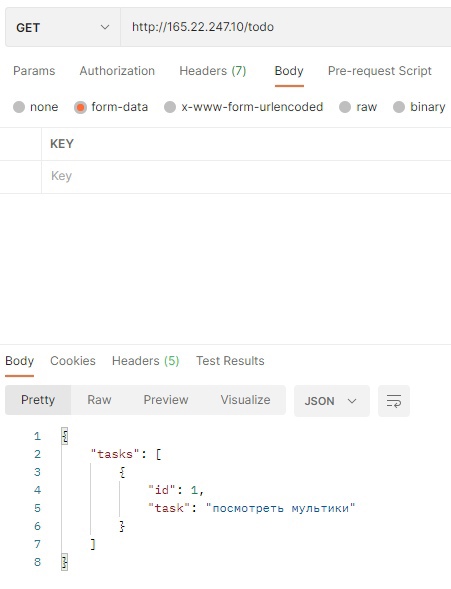 GET http://165.22.247.10/todo
Params Authorization Headers (7) Body Pre-request Script
none form-data x-www-form-urlencoded raw binary
KEY
Key
Body Cookies Headers (5) Test Results
Pretty Raw Preview Visualize JSON
1 {
2 "tasks": [
3 {
4 "id": 1,
5 "task": "посмотреть мультики"
6 }
7 ]
8 }